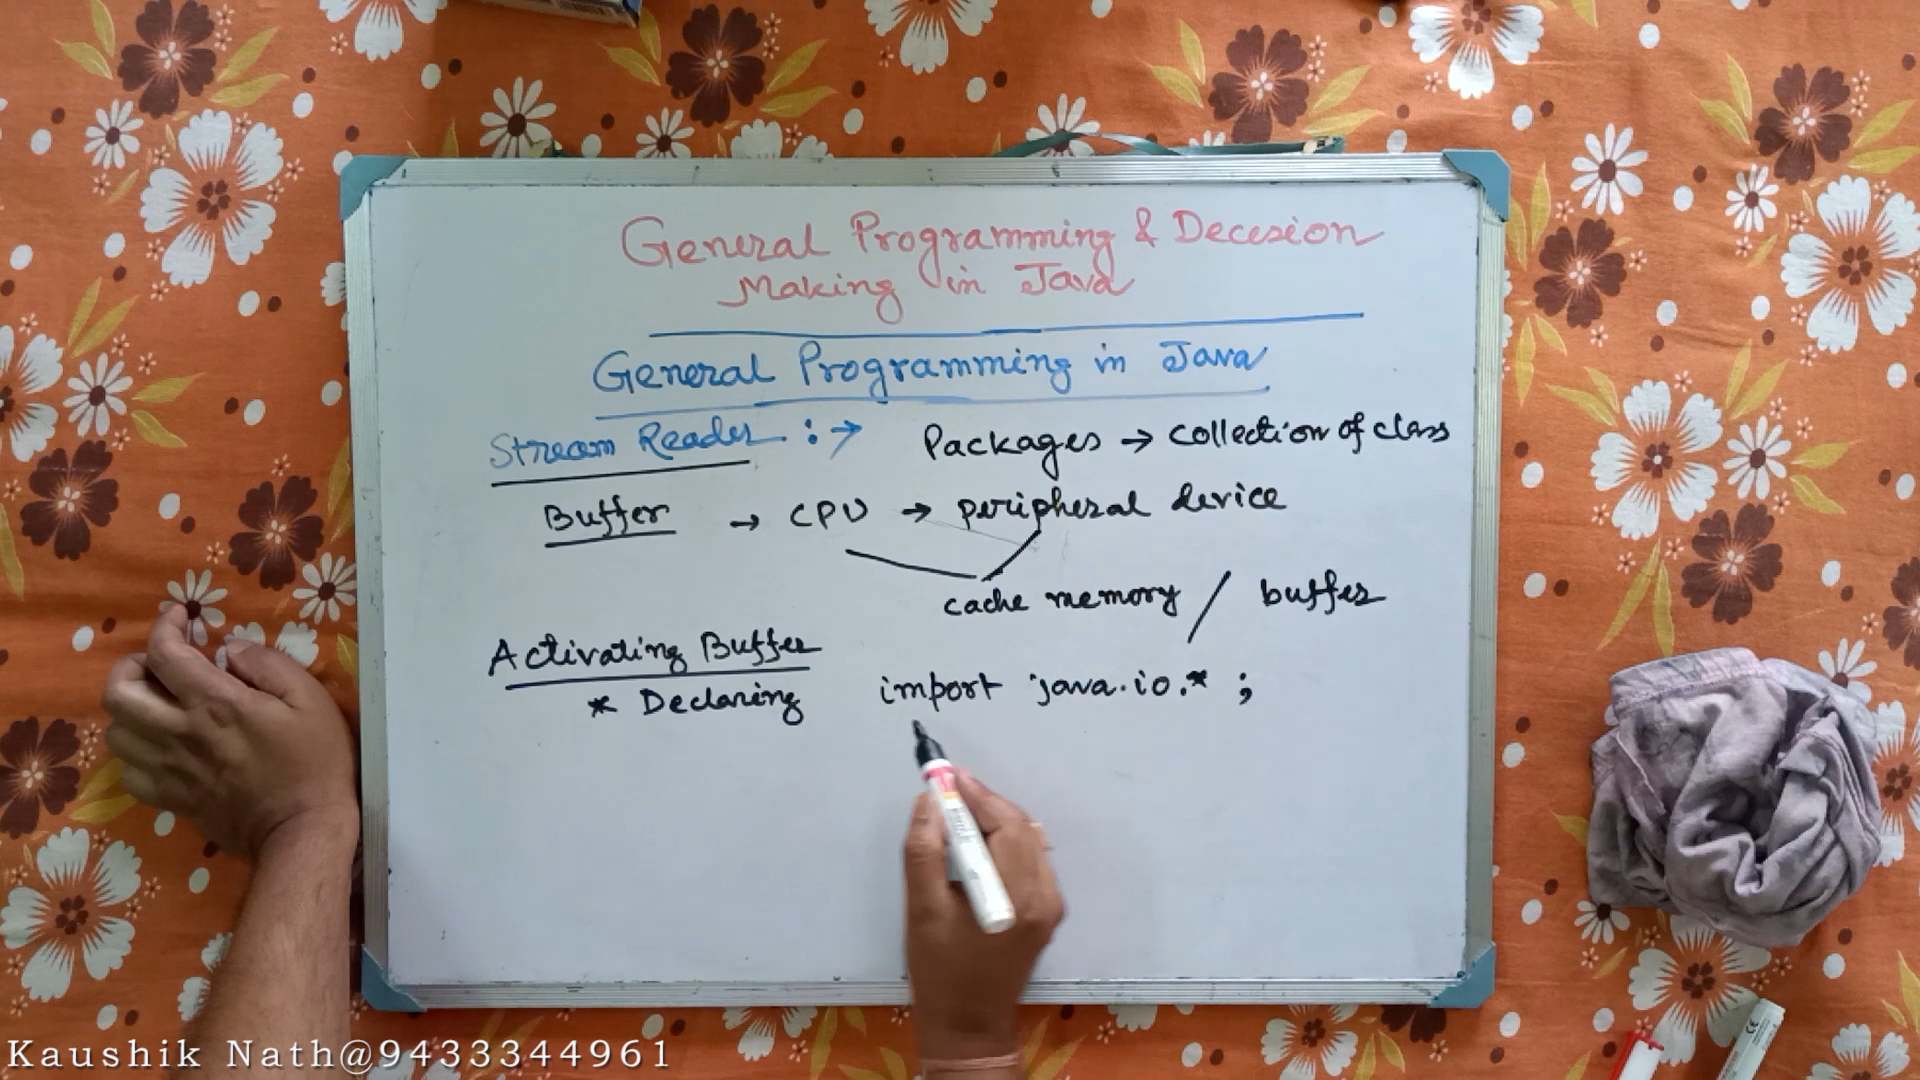 General Programming & Decesion
Making in Java
General Programming in Java
Stream Reader :→ Packages → Collection of class
Buffer → CPU → peripheral device
cache memory / buffer
Activating Buffer
* Declaring import java.io.* ;
Kaushik Nath@9433344961